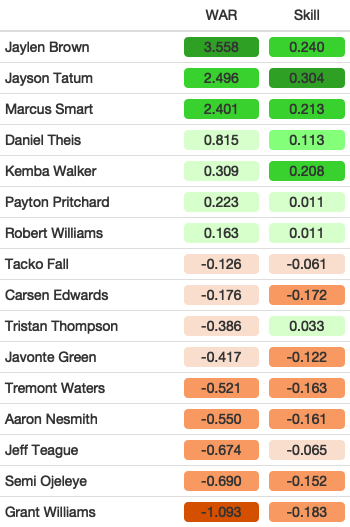 WAR Skill
Jaylen Brown 3.558 0.240
Jayson Tatum 2.496 0.304
Marcus Smart 2.401 0.213
Daniel Theis 0.815 0.113
Kemba Walker 0.309 0.208
Payton Pritchard 0.223 0.011
Robert Williams 0.163 0.011
Tacko Fall -0.126 -0.061
Carsen Edwards -0.176 -0.172
Tristan Thompson -0.386 0.033
Javonte Green -0.417 -0.122
Tremont Waters -0.521 -0.163
Aaron Nesmith -0.550 -0.161
Jeff Teague -0.674 -0.065
Semi Ojeleye -0.690 -0.152
Grant Williams -1.093 -0.183